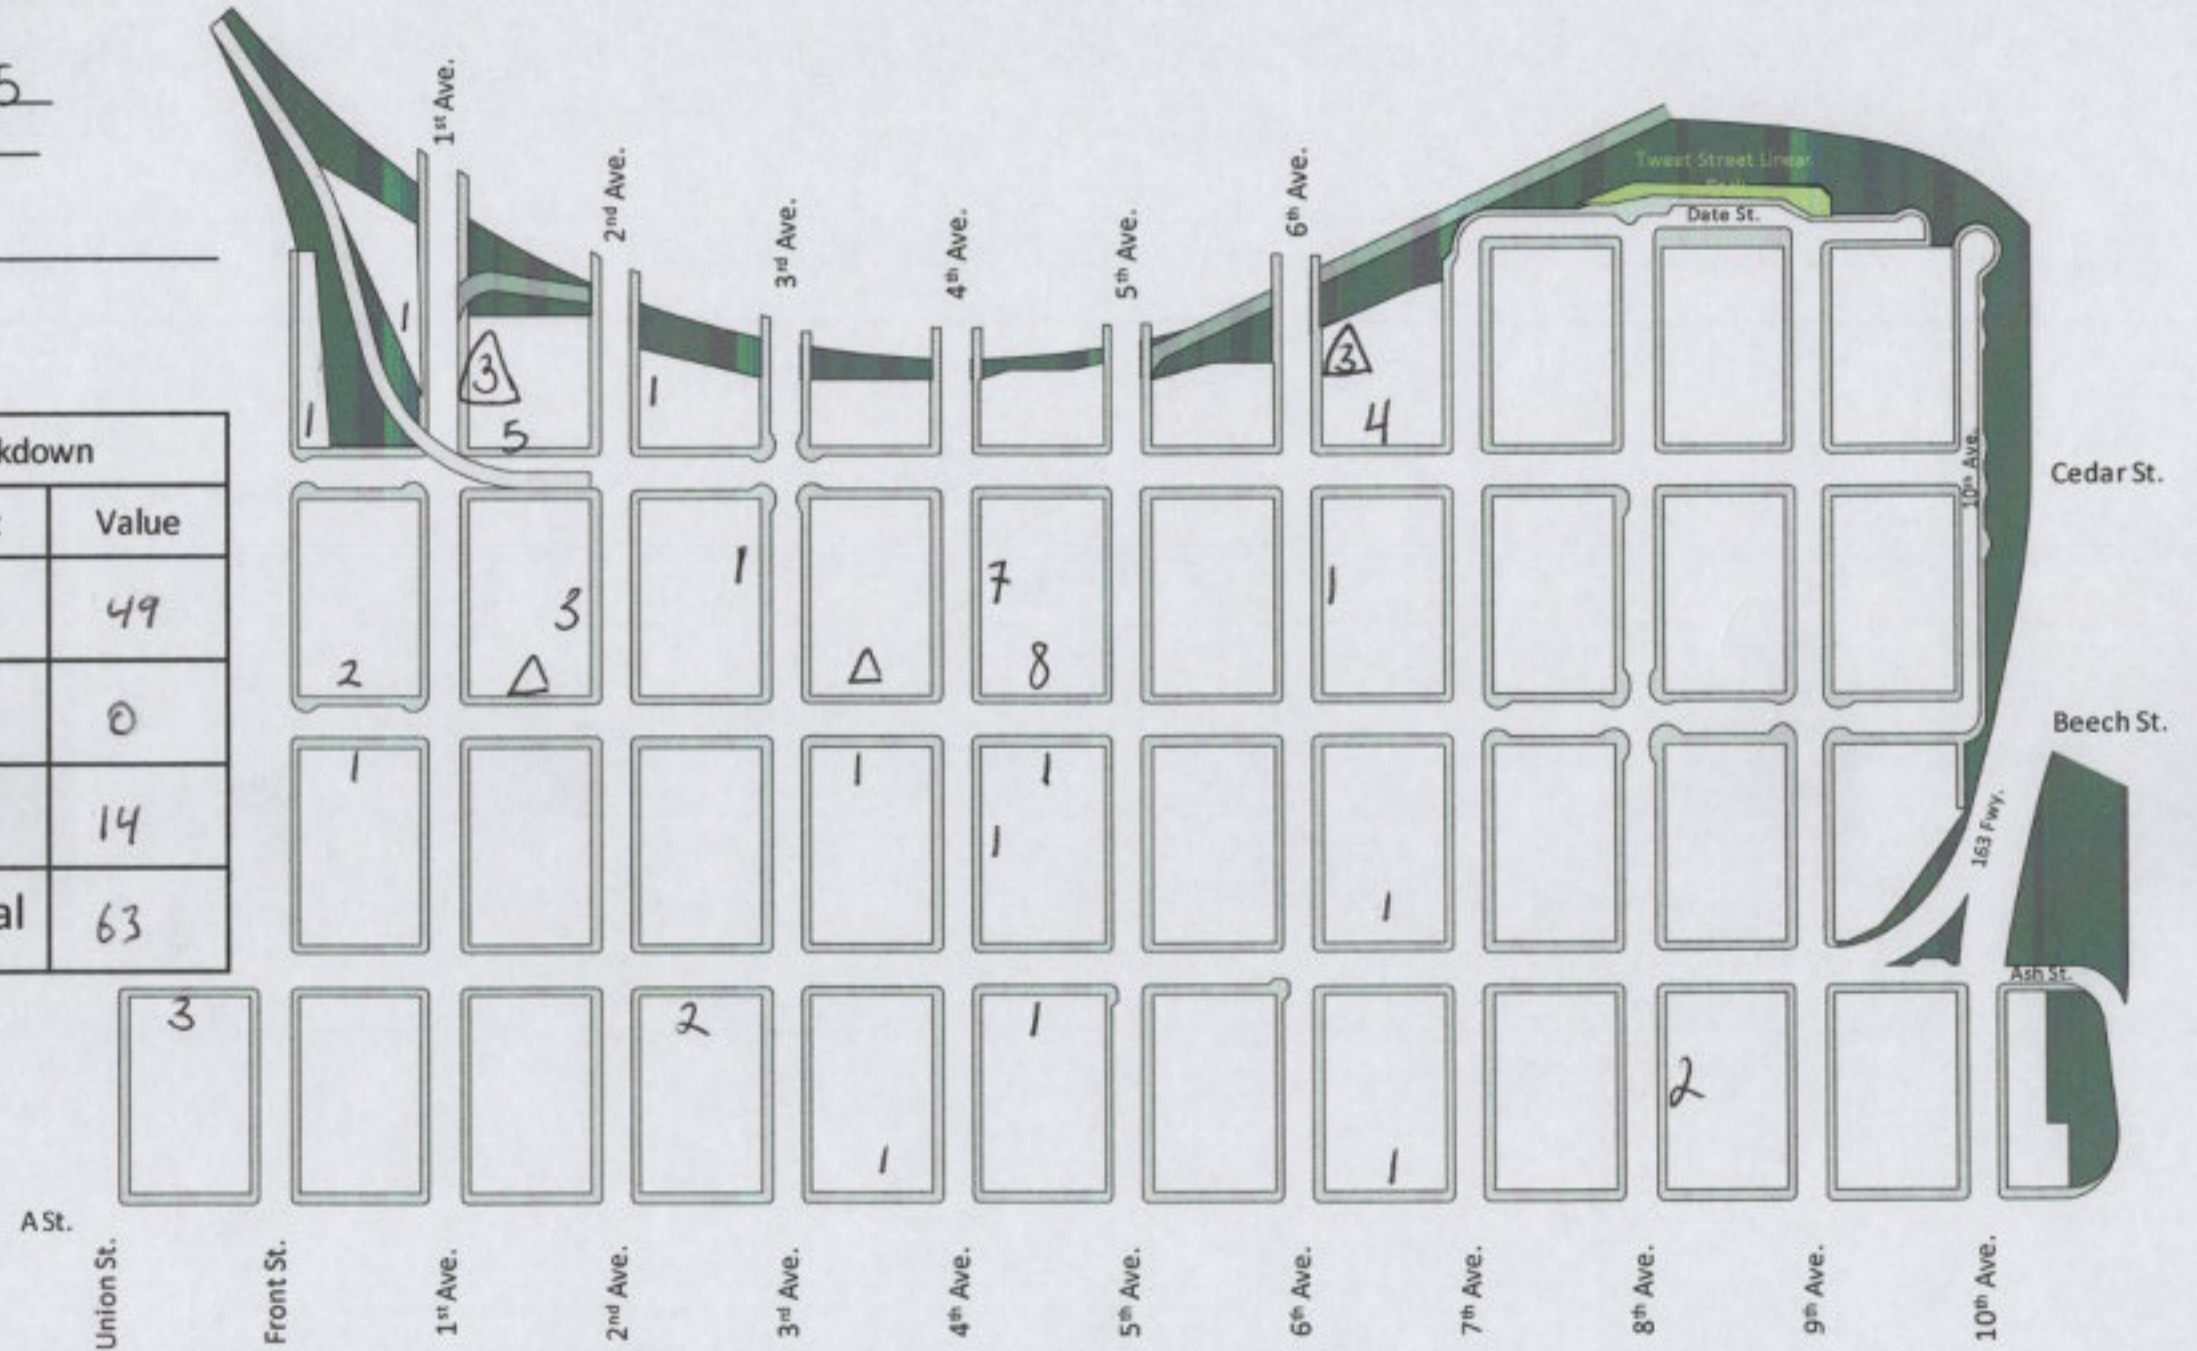 5
1st Ave.
2nd Ave.
3rd Ave.
4th Ave.
5th Ave.
6th Ave.
Tweet Street Linear
Date St.
1
3
1
3
1
5
4
kdown
Value
49
0
14
al 63
10th Ave.
Cedar St.
1
7
1
3
2
8
Beech St.
1
1
1
1
163 Fwy.
1
Ash St.
3
2
1
2
1
1
A St.
Union St.
Front St.
1st Ave.
2nd Ave.
3rd Ave.
4th Ave.
5th Ave.
6th Ave.
7th Ave.
8th Ave.
9th Ave.
10th Ave.